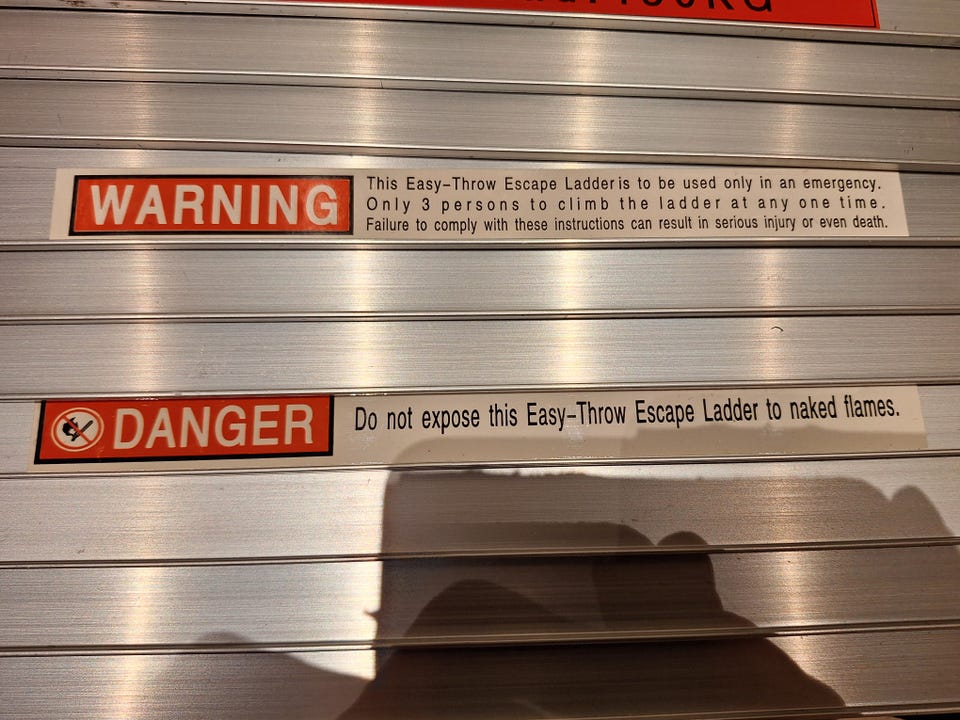 WARNING
This Easy-Throw Escape Ladder is to be used only in an emergency.
Only 3 persons to climb the ladder at any one time.
Failure to comply with these instructions can result in serious injury or even death.
DANGER
Do not expose this Easy-Throw Escape Ladder to naked flames.